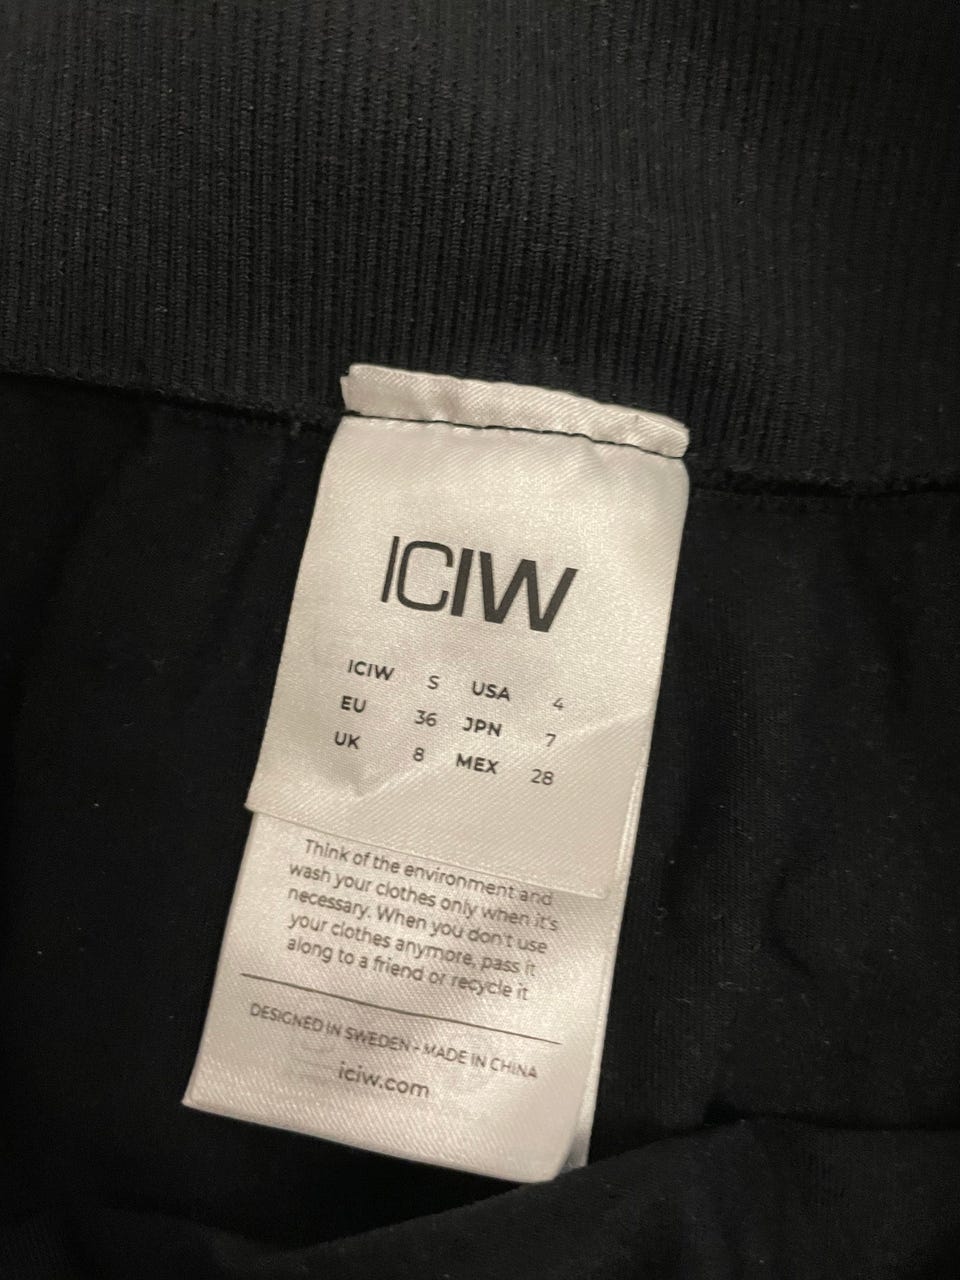 ICIW
ICIW S USA 4
EU 36 JPN 7
UK 8 MEX 28
Think of the environment and
wash your clothes only when it's
necessary. When you don't use
your clothes anymore, pass it
along to a friend or recycle it
DESIGNED IN SWEDEN - MADE IN CHINA
iciw.com